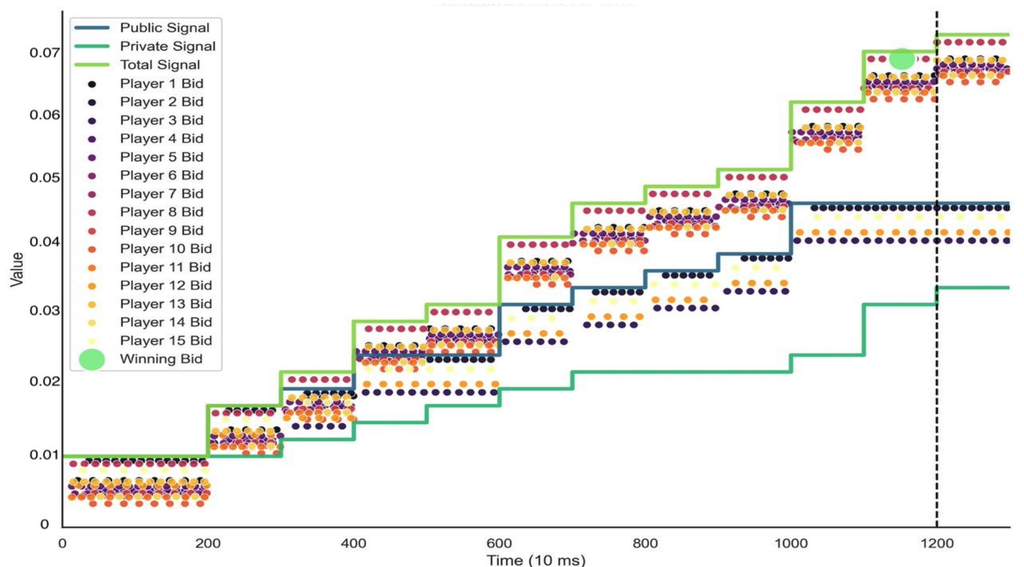 Public Signal
Private Signal
Total Signal
Player 1 Bid
Player 2 Bid
Player 3 Bid
Player 4 Bid
Player 5 Bid
Player 6 Bid
Player 7 Bid
Player 8 Bid
Player 9 Bid
Player 10 Bid
Player 11 Bid
Player 12 Bid
Player 13 Bid
Player 14 Bid
Player 15 Bid
Winning Bid
Value
0.07
0.06
0.05
0.04
0.03
0.02
0.01
0
0 200 400 600 800 1000 1200
Time (10 ms)